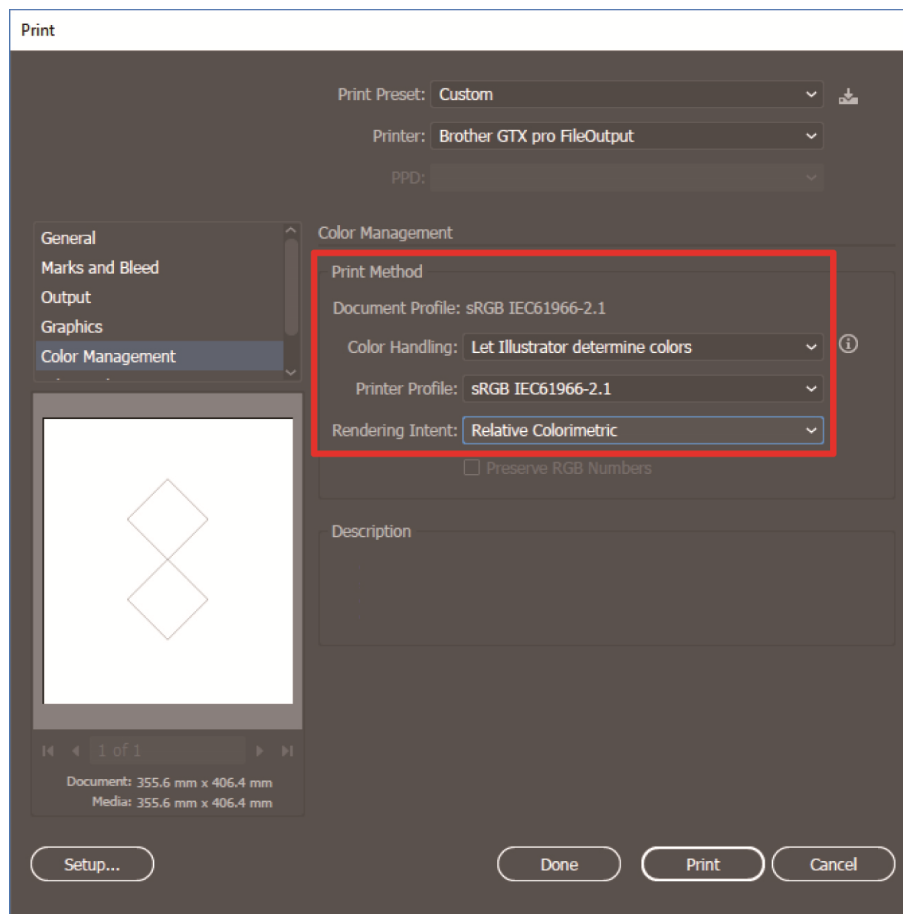 Print
Print Preset: Custom
Printer: Brother GTX pro FileOutput
PPD:
General
Marks and Bleed
Output
Graphics
Color Management
Color Management
Print Method
Document Profile: sRGB IEC61966-2.1
Color Handling: Let Illustrator determine colors
Printer Profile: sRGB IEC61966-2.1
Rendering Intent: Relative Colorimetric
Preserve RGB Numbers
Description
1 of 1
Document: 355.6 mm x 406.4 mm
Media: 355.6 mm x 406.4 mm
Setup...
Done
Print
Cancel